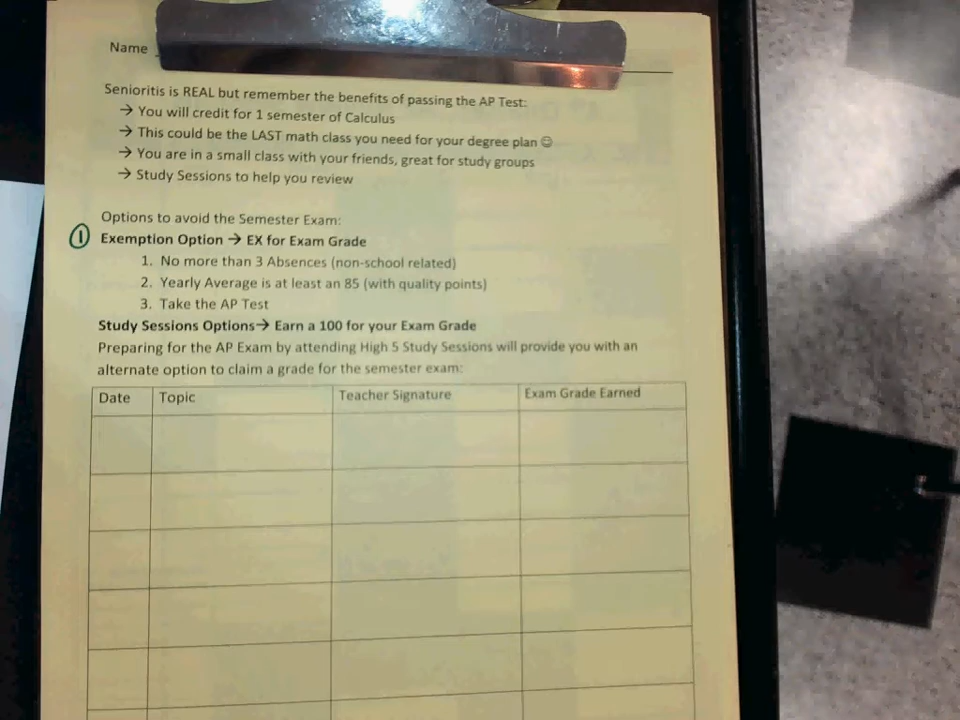 Name
Senioritis is REAL but remember the benefits of passing the AP Test:
→ You will credit for 1 semester of Calculus
→ This could be the LAST math class you need for your degree plan ☺
→ You are in a small class with your friends, great for study groups
→ Study Sessions to help you review
Options to avoid the Semester Exam:
① Exemption Option → EX for Exam Grade
1. No more than 3 Absences (non-school related)
2. Yearly Average is at least an 85 (with quality points)
3. Take the AP Test
Study Sessions Options→ Earn a 100 for your Exam Grade
Preparing for the AP Exam by attending High 5 Study Sessions will provide you with an
alternate option to claim a grade for the semester exam:
Date Topic Teacher Signature Exam Grade Earned